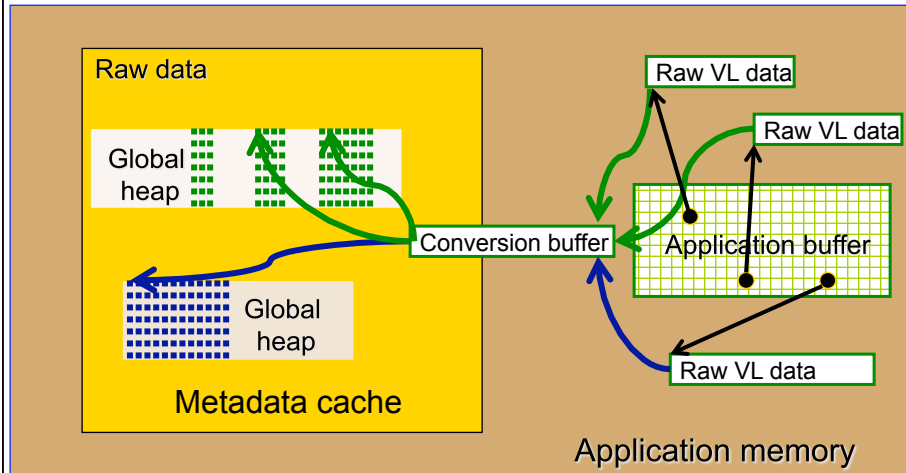 Raw data
Global
heap
Conversion buffer
Global
heap
Metadata cache
Raw VL data
Raw VL data
Application buffer
Raw VL data
Application memory